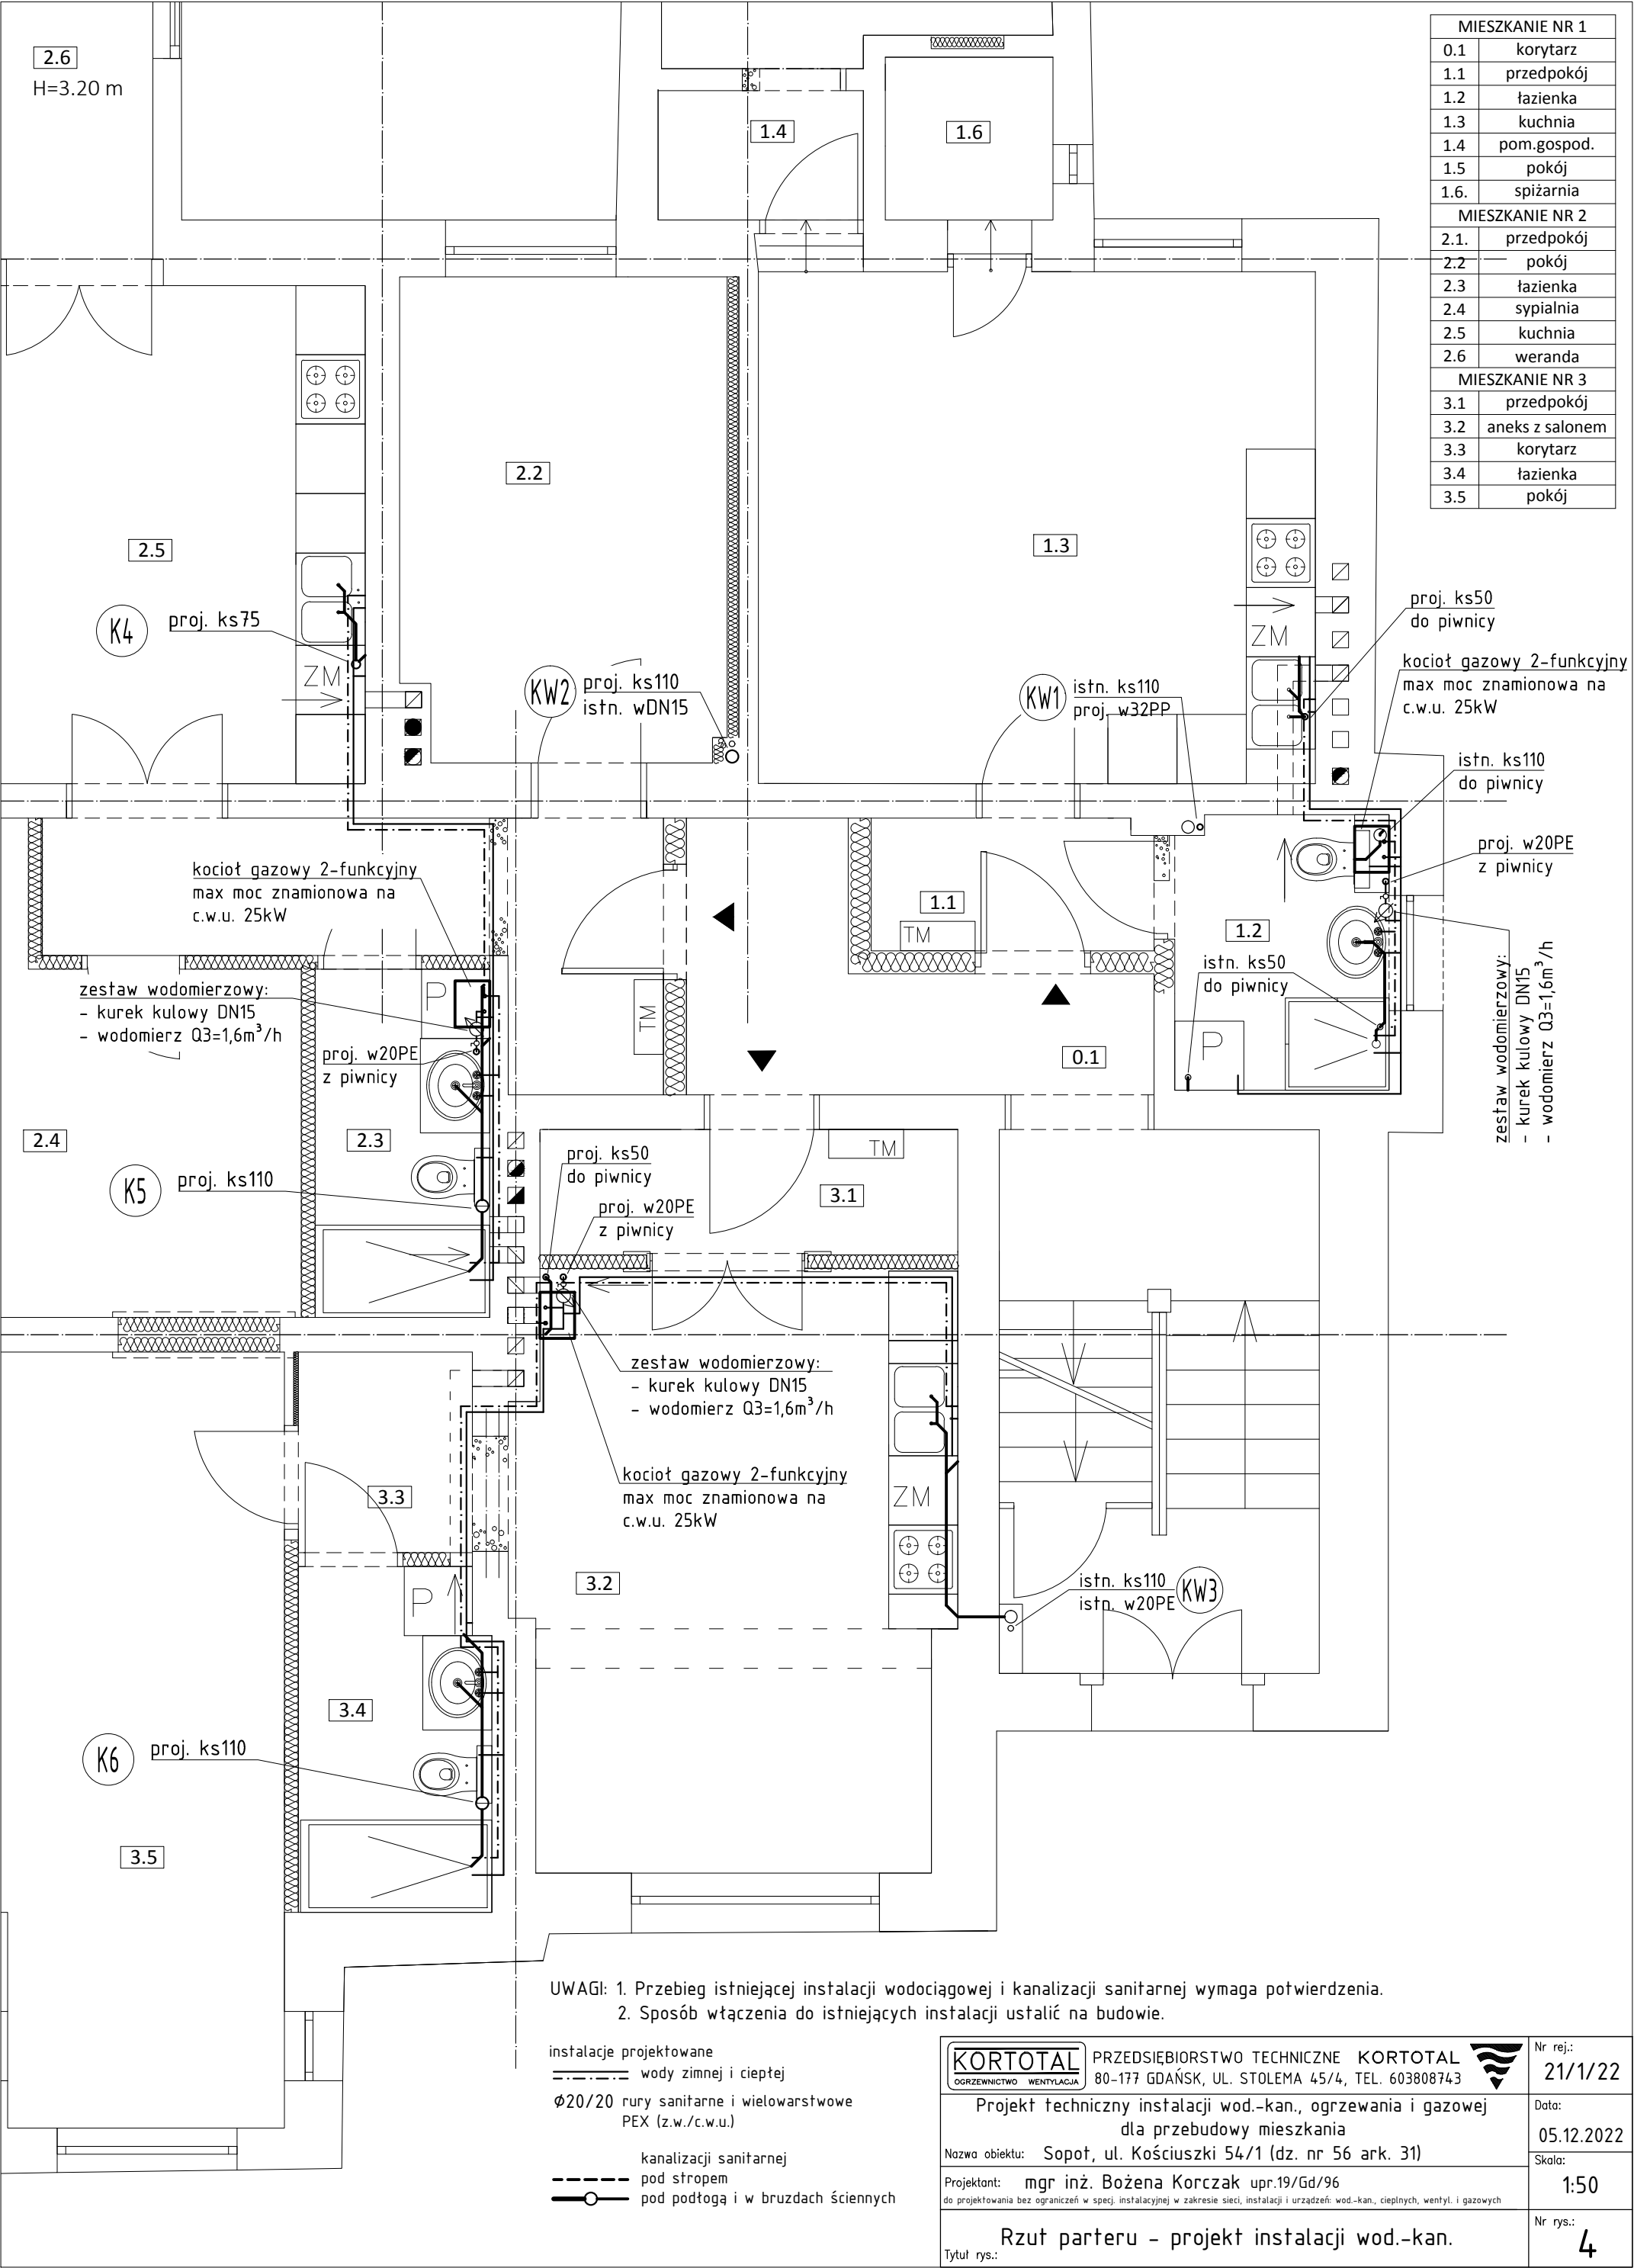 2.6
H=3.20 m
1.4
1.6
MIESZKANIE NR 1
0.1 korytarz
1.1 przedpokój
1.2 łazienka
1.3 kuchnia
1.4 pom.gospod.
1.5 pokój
1.6. spiżarnia
MIESZKANIE NR 2
2.1. przedpokój
2.2 pokój
2.3 łazienka
2.4 sypialnia
2.5 kuchnia
2.6 weranda
MIESZKANIE NR 3
3.1 przedpokój
3.2 aneks z salonem
3.3 korytarz
3.4 łazienka
3.5 pokój
2.2
2.5
1.3
K4
proj. ks75
ZM
KW2
proj. ks110
istn. wDN15
KW1
istn. ks110
proj. w32PP
ZM
proj. ks50
do piwnicy
kocioł gazowy 2-funkcyjny
max moc znamionowa na
c.w.u. 25kW
istn. ks110
do piwnicy
proj. w20PE
z piwnicy
kocioł gazowy 2-funkcyjny
max moc znamionowa na
c.w.u. 25kW
1.1
TM
1.2
istn. ks50
do piwnicy
P
zestaw wodomierzowy:
- kurek kulowy DN15
- wodomierz Q3=1,6m³/h
zestaw wodomierzowy:
- kurek kulowy DN15
- wodomierz Q3=1,6m³/h
P
TM
proj. w20PE
z piwnicy
0.1
2.4
2.3
K5
proj. ks110
proj. ks50
do piwnicy
proj. w20PE
z piwnicy
TM
3.1
zestaw wodomierzowy:
- kurek kulowy DN15
- wodomierz Q3=1,6m³/h
kocioł gazowy 2-funkcyjny
max moc znamionowa na
c.w.u. 25kW
ZM
3.3
3.2
P
istn. ks110
istn. w20PE
KW3
3.4
K6
proj. ks110
3.5
UWAGI: 1. Przebieg istniejącej instalacji wodociągowej i kanalizacji sanitarnej wymaga potwierdzenia.
2. Sposób włączenia do istniejących instalacji ustalić na budowie.
instalacje projektowane
wody zimnej i ciepłej
Ø20/20 rury sanitarne i wielowarstwowe
PEX (z.w./c.w.u.)
kanalizacji sanitarnej
pod stropem
pod podłogą i w bruzdach ściennych
KORTOTAL
OGRZEWNICTWO WENTYLACJA
PRZEDSIĘBIORSTWO TECHNICZNE KORTOTAL
80-177 GDAŃSK, UL. STOLEMA 45/4, TEL. 603808743
Nr rej.:
21/1/22
Projekt techniczny instalacji wod.-kan., ogrzewania i gazowej
dla przebudowy mieszkania
Nazwa obiektu: Sopot, ul. Kościuszki 54/1 (dz. nr 56 ark. 31)
Data:
05.12.2022
Projektant: mgr inż. Bożena Korczak upr.19/Gd/96
do projektowania bez ograniczeń w specj. instalacyjnej w zakresie sieci, instalacji i urządzeń: wod.-kan., cieplnych, wentyl. i gazowych
Skala:
1:50
Tytuł rys.: Rzut parteru - projekt instalacji wod.-kan.
Nr rys.:
4